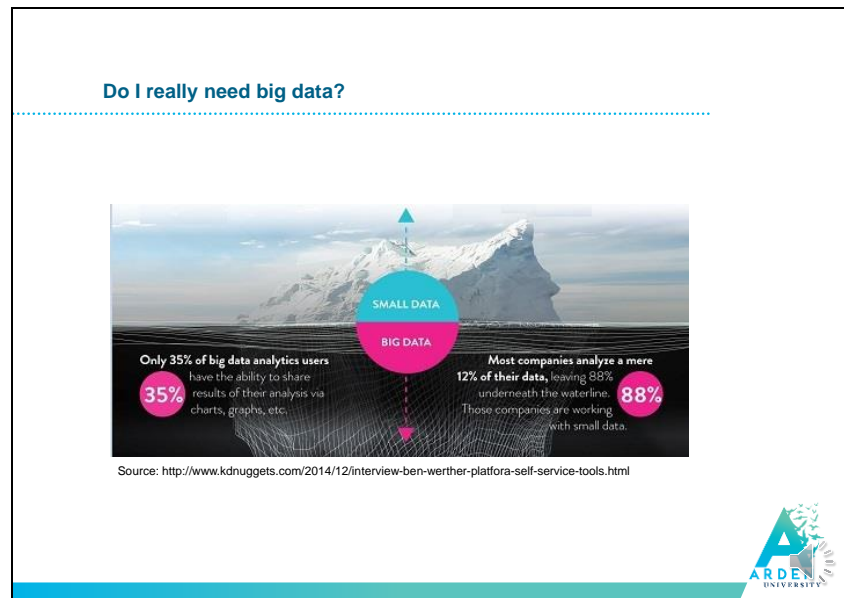 Do I really need big data?
SMALL DATA
BIG DATA
Only 35% of big data analytics users
have the ability to share
results of their analysis via
charts, graphs, etc.
35%
Most companies analyze a mere
12% of their data, leaving 88%
underneath the waterline.
Those companies are working
with small data.
88%
Source: http://www.kdnuggets.com/2014/12/interview-ben-werther-platfora-self-service-tools.html
UNIVERSITY